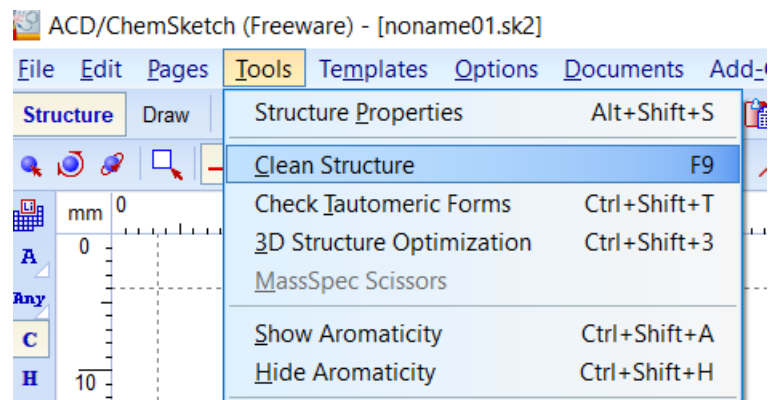 ACD/ChemSketch (Freeware) - [noname01.sk2]
File Edit Pages Tools Templates Options Documents
Structure Draw
Structure Properties Alt+Shift+S
Clean Structure F9
mm 0
Check Tautomeric Forms Ctrl+Shift+T
0
A
3D Structure Optimization Ctrl+Shift+3
MassSpec Scissors
Any
C
Show Aromaticity Ctrl+Shift+A
H
10
Hide Aromaticity Ctrl+Shift+H